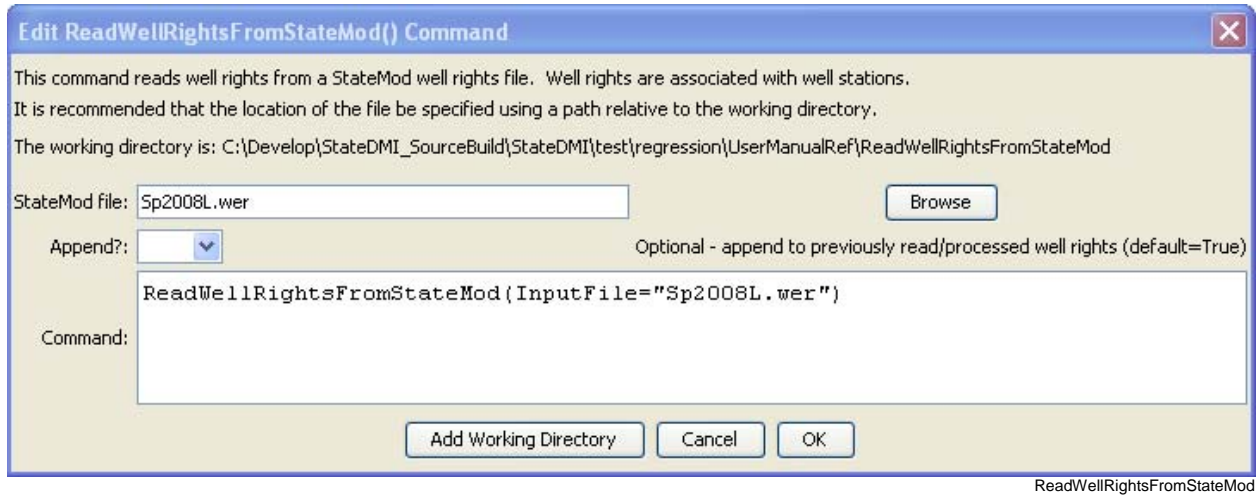 Edit ReadWellRightsFromStateMod() Command
This command reads well rights from a StateMod well rights file.  Well rights are associated with well stations.
It is recommended that the location of the file be specified using a path relative to the working directory.
The working directory is: C:\Develop\StateDMI_SourceBuild\StateDMI\test\regression\UserManualRef\ReadWellRightsFromStateMod
StateMod file: Sp2008L.wer Browse
Append?: Optional - append to previously read/processed well rights (default=True)
ReadWellRightsFromStateMod(InputFile="Sp2008L.wer")
Command:
Add Working Directory Cancel OK
ReadWellRightsFromStateMod